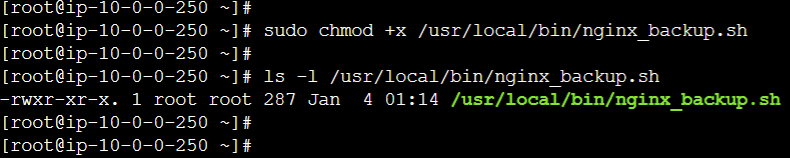 [root@ip-10-0-0-250 ~]#
[root@ip-10-0-0-250 ~]# sudo chmod +x /usr/local/bin/nginx_backup.sh
[root@ip-10-0-0-250 ~]#
[root@ip-10-0-0-250 ~]# ls -l /usr/local/bin/nginx_backup.sh
-rwxr-xr-x. 1 root root 287 Jan  4 01:14 /usr/local/bin/nginx_backup.sh
[root@ip-10-0-0-250 ~]#
[root@ip-10-0-0-250 ~]#